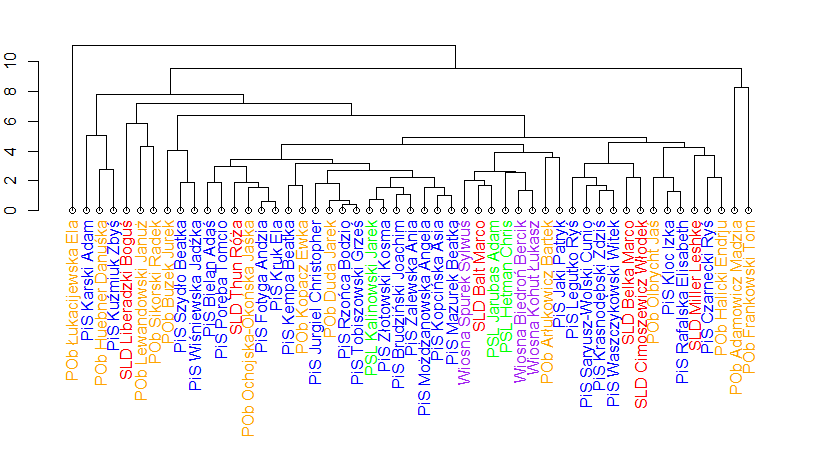 0
2
4
6
8
10
POb Łukacijewska Ela
PiS Karski Adam
POb Huebner Danuśka
PiS Kuźmiuk Zbyś
SLD Liberadzki Boguś
POb Lewandowski Janusz
POb Sikorski Radek
POb Buzek Jurek
PiS Szydło Beatka
PiS Wiśniewska Jadźka
PiS Bielan Adaś
PiS Poręba Tomcio
SLD Thun Róża
POb Ochojska-Okońska Jaśka
PiS Fotyga Andzia
PiS Kruk Ela
PiS Kempa Beatka
POb Kopacz Ewka
PiS Jurgiel Christopher
POb Duda Jarek
PiS Rzońca Bodzio
PiS Tobiszowski Grześ
PSL Kalinowski Jarek
PiS Złotowski Kosma
PiS Brudziński Joachim
PiS Zalewska Ania
PiS Możdżanowska Angela
PiS Kopcińska Asia
PiS Mazurek Beatka
Wiosna Spurek Sylwuś
SLD Balt Marco
PSL Jarubas Adam
PSL Hetman Chris
Wiosna Biedroń Bercik
Wiosna Kohut Łukasz
POb Arłukowicz Bartek
PiS Jaki Patryk
PiS Legutko Ryś
PiS Saryusz-Wolski Cumo
PiS Krasnodębski Zdziś
PiS Waszczykowski Witek
SLD Belka Marco
SLD Cimoszewicz Włodek
POb Olbrycht Jaś
PiS Kloc Izka
PiS Rafalska Elisabeth
SLD Miller Leshke
PiS Czarnecki Ryś
POb Halicki Endriu
POb Adamowicz Madzia
POb Frankowski Tom